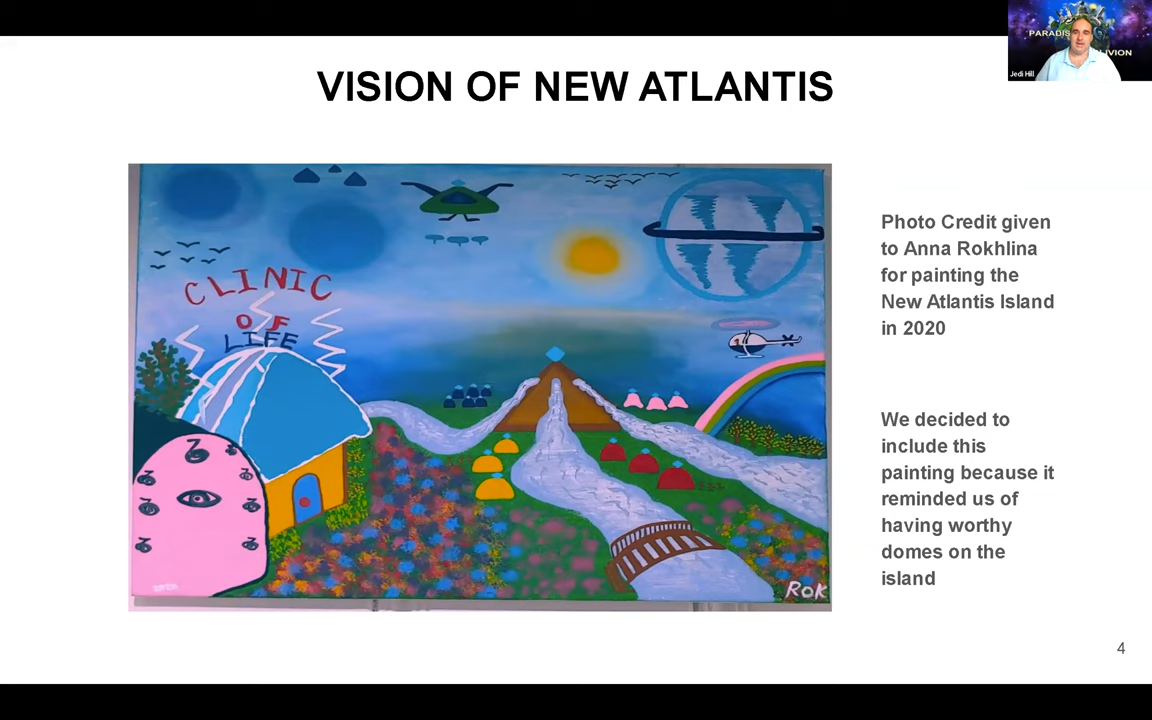 VISION OF NEW ATLANTIS
PARADIS
LIVION
Jedi Hill
CLINIC
OF
LIFE
Rok
Photo Credit given
to Anna Rokhlina
for painting the
New Atlantis Island
in 2020
We decided to
include this
painting because it
reminded us of
having worthy
domes on the
island
4